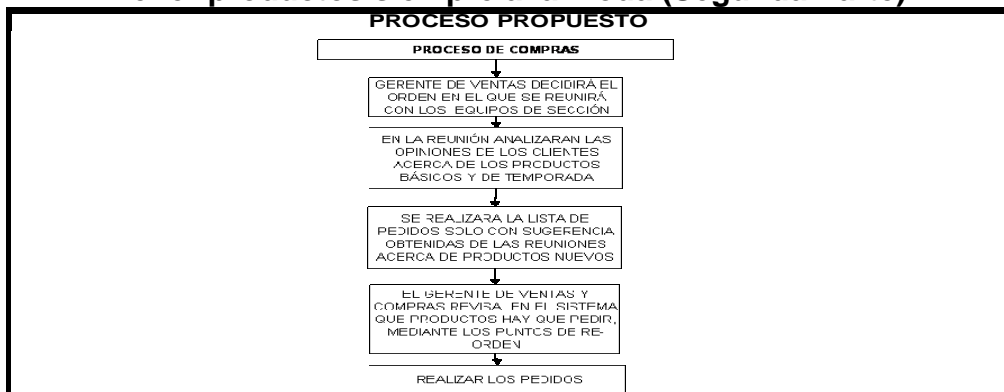 PROCESO PROPUESTO
PROCESO DE COMPRAS
GERENTE DE VENTAS DECIDIRÁ EL
ORDEN EN EL QUE SE REUNIRÁ
CON LOS EQUIPOS DE SECCIÓN
EN LA REUNIÓN ANALIZARAN LAS
OPINIONES DE LOS CLIENTES
ACERCA DE LOS PRODUCTOS
BÁSICOS Y DE TEMPORADA
SE REALIZARA LA LISTA DE
PEDIDOS SOLO CON SUGERENCIA
OBTENIDAS DE LAS REUNIONES
ACERCA DE PRODUCTOS NUEVOS
EL GERENTE DE VENTAS Y
COMPRAS REVISA EN EL SISTEMA
QUE PRODUCTOS HAY QUE PEDIR,
MEDIANTE LOS PUNTOS DE RE-
ORDEN
REALIZAR LOS PEDIDOS